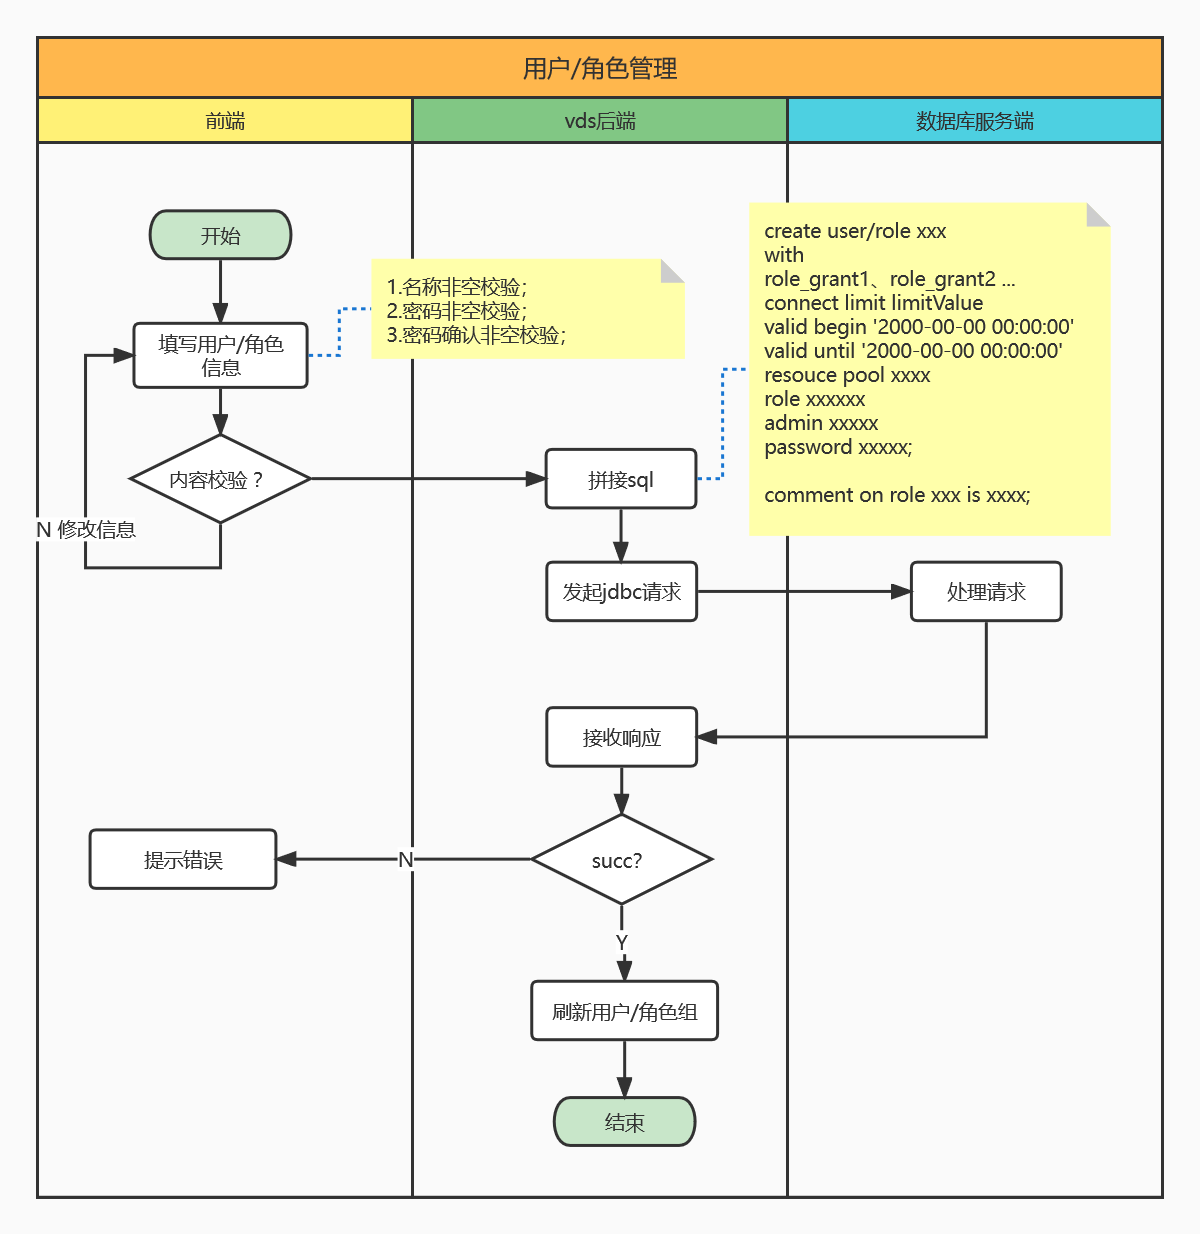 用户/角色管理
前端
vds后端
数据库服务端
开始
填写用户/角色
信息
1.名称非空校验；
2.密码非空校验；
3.密码确认非空校验；
create user/role xxx
with
role_grant1、role_grant2 ...
connect limit limitValue
valid begin '2000-00-00 00:00:00'
valid until '2000-00-00 00:00:00'
resouce pool xxxx
role xxxxxx
admin xxxxx
password xxxxx;
comment on role xxx is xxxx;
内容校验？
拼接sql
N 修改信息
发起jdbc请求
处理请求
接收响应
succ?
N
提示错误
Y
刷新用户/角色组
结束